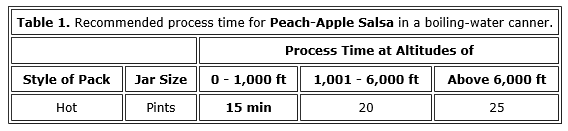 Table 1. Recommended process time for Peach-Apple Salsa in a boiling-water canner.
Process Time at Altitudes of
Style of Pack Jar Size 0 - 1,000 ft 1,001 - 6,000 ft Above 6,000 ft
Hot Pints 15 min 20 25